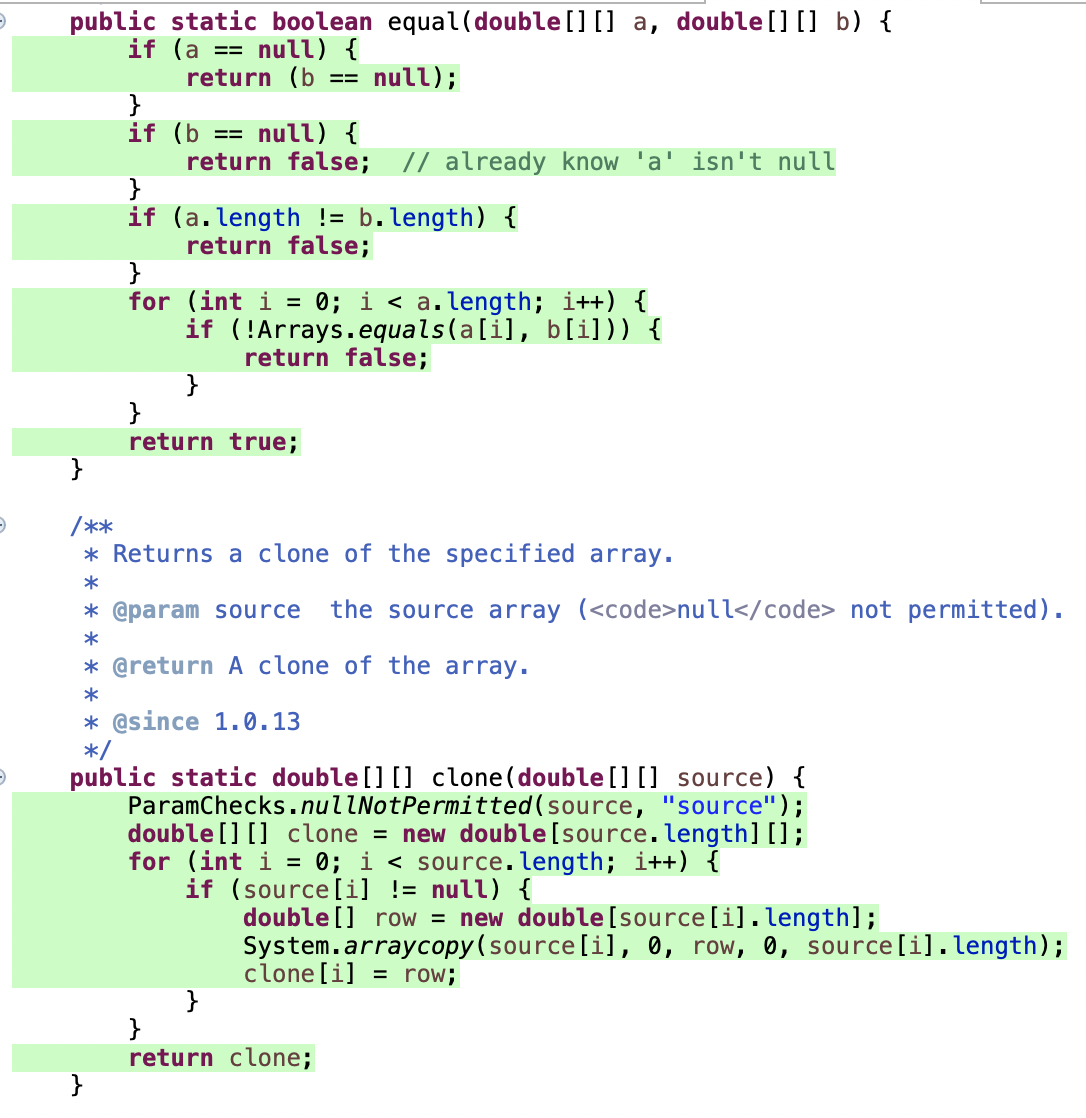 public static boolean equal(double[][] a, double[][] b) {
if (a == null) {
return (b == null);
}
if (b == null) {
return false;  // already know 'a' isn't null
}
if (a.length != b.length) {
return false;
}
for (int i = 0; i < a.length; i++) {
if (!Arrays.equals(a[i], b[i])) {
return false;
}
}
return true;
}
/**
* Returns a clone of the specified array.
*
* @param source  the source array (<code>null</code> not permitted).
*
* @return A clone of the array.
*
* @since 1.0.13
*/
public static double[][] clone(double[][] source) {
ParamChecks.nullNotPermitted(source, "source");
double[][] clone = new double[source.length][];
for (int i = 0; i < source.length; i++) {
if (source[i] != null) {
double[] row = new double[source[i].length];
System.arraycopy(source[i], 0, row, 0, source[i].length);
clone[i] = row;
}
}
return clone;
}